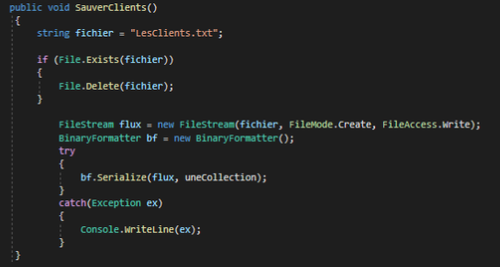 public void SauverClients()
{
string fichier = "LesClients.txt";
if (File.Exists(fichier))
{
File.Delete(fichier);
}
FileStream flux = new FileStream(fichier, FileMode.Create, FileAccess.Write);
BinaryFormatter bf = new BinaryFormatter();
try
{
bf.Serialize(flux, uneCollection);
}
catch(Exception ex)
{
Console.WriteLine(ex);
}
}